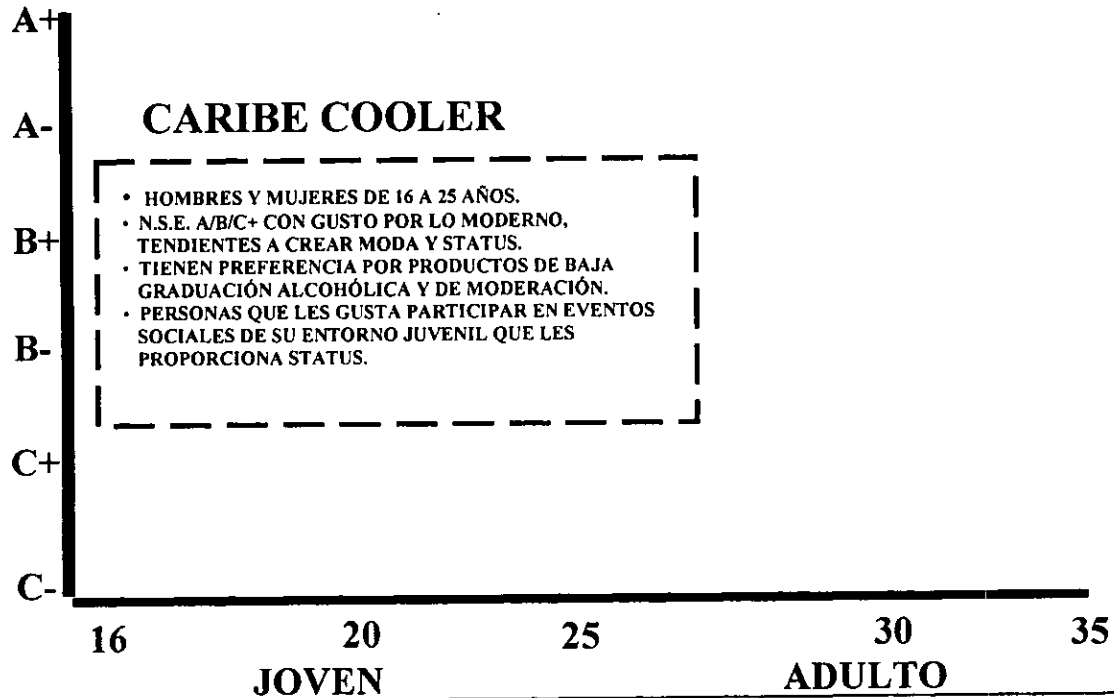 A+
A-
CARIBE COOLER
• HOMBRES Y MUJERES DE 16 A 25 AÑOS.
• N.S.E. A/B/C+ CON GUSTO POR LO MODERNO,
TENDIENTES A CREAR MODA Y STATUS.
B+
• TIENEN PREFERENCIA POR PRODUCTOS DE BAJA
GRADUACIÓN ALCOHÓLICA Y DE MODERACIÓN.
• PERSONAS QUE LES GUSTA PARTICIPAR EN EVENTOS
SOCIALES DE SU ENTORNO JUVENIL QUE LES
B-
PROPORCIONA STATUS.
C+
C-
16 20 25 30 35
JOVEN ADULTO